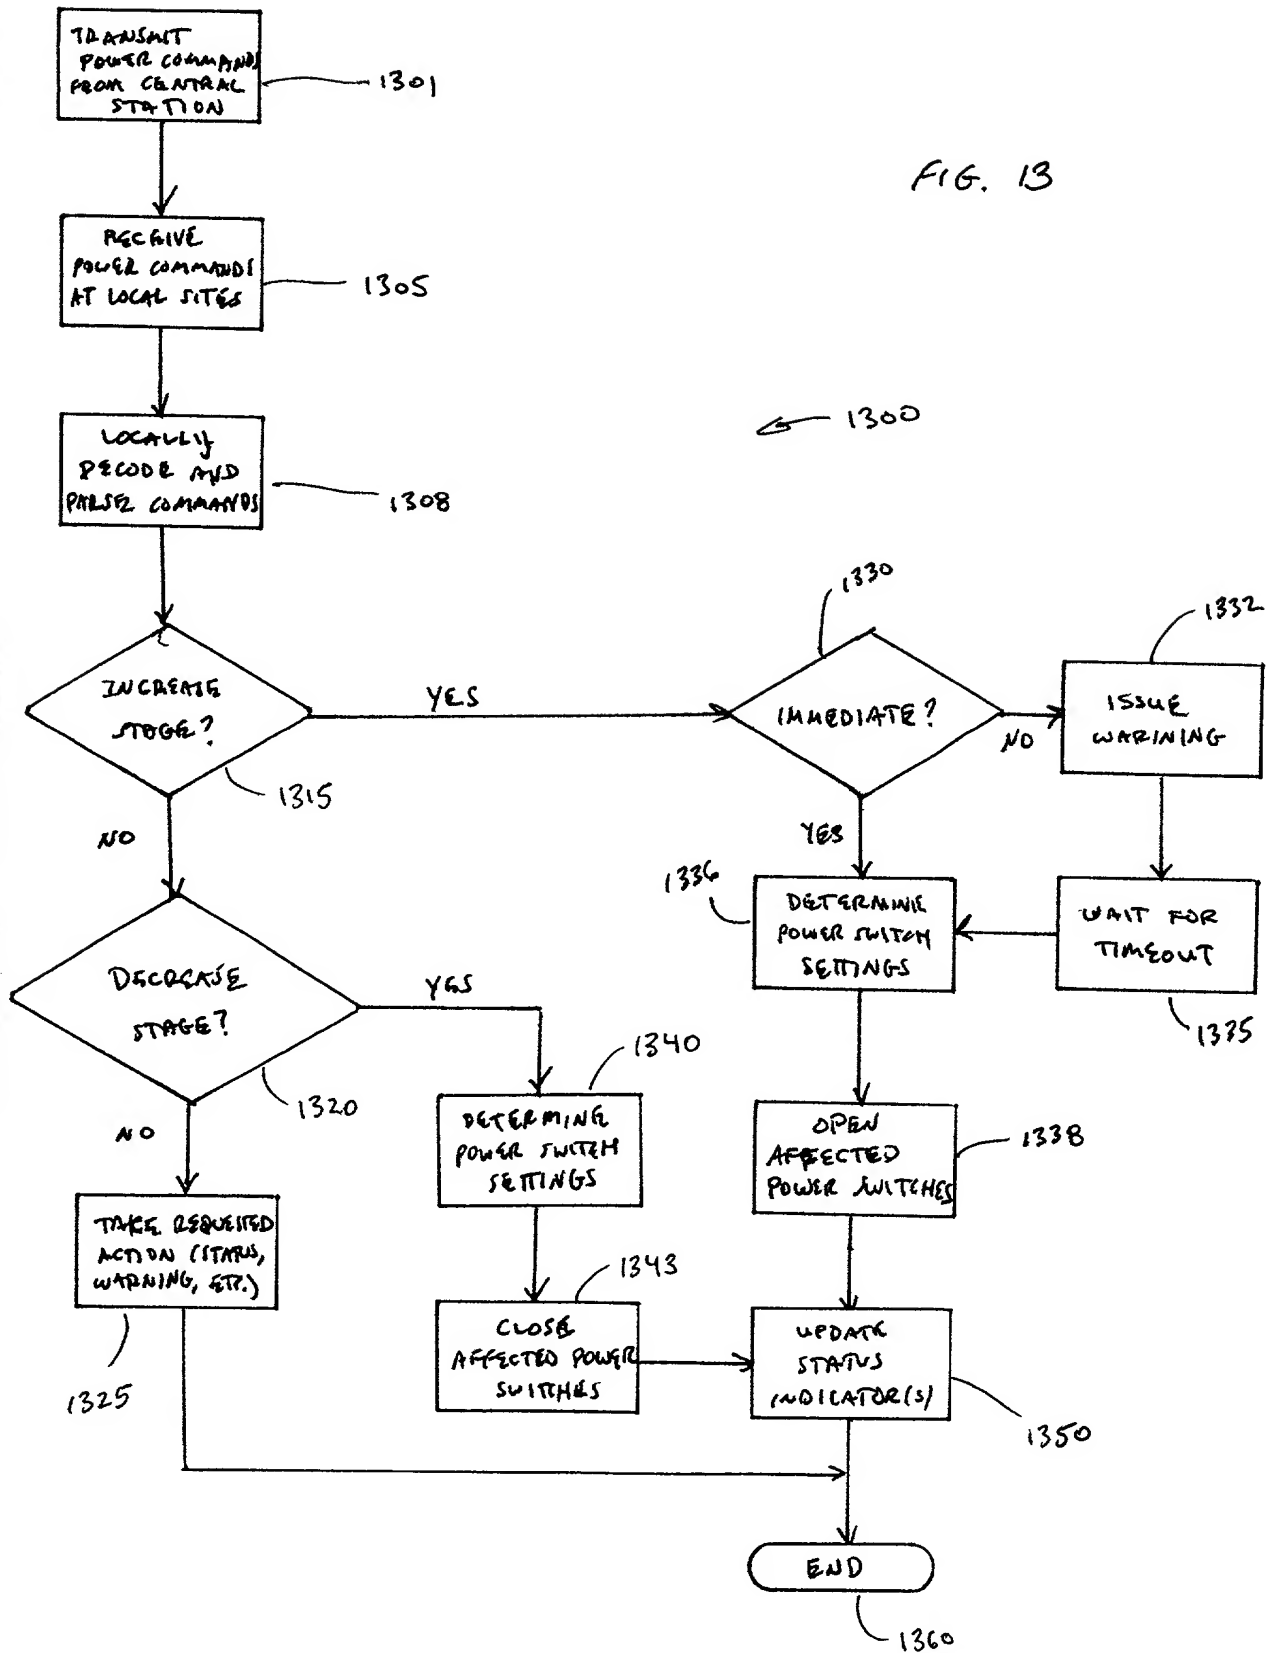 TRANSMIT
POWER COMMANDS
FROM CENTRAL
STATION
1301
FIG. 13
RECEIVE
POWER COMMANDS
AT LOCAL SITES
1305
1300
LOCALLY
DECODE AND
PARSE COMMANDS
1308
1330
1332
INCREASE
STAGE?
1315
YES
IMMEDIATE?
NO
ISSUE
WARINING
NO
YES
1336
DETERMINE
POWER SWITCH
SETTINGS
WAIT FOR
TIMEOUT
1335
DECREASE
STAGE?
1320
YES
1340
NO
DETERMINE
POWER SWITCH
SETTINGS
OPEN
AFFECTED
POWER SWITCHES
1338
TAKE REQUESTED
ACTION (STATUS,
WARNING, ETC.)
1325
1343
CLOSE
AFFECTED POWER
SWITCHES
UPDATE
STATUS
INDICATOR(S)
1350
END
1360